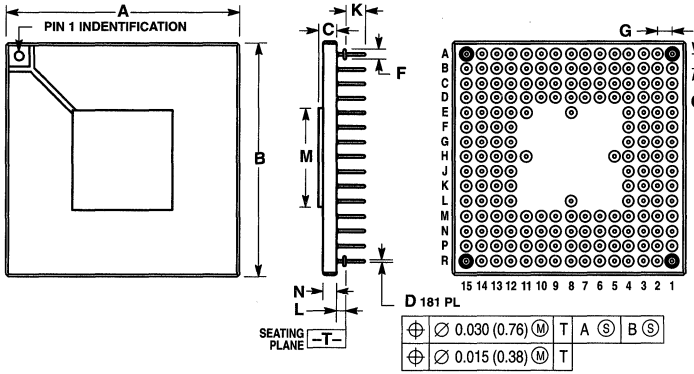 A
PIN 1 INDENTIFICATION
B
C
K
F
M
N
L
SEATING
PLANE
–T–
G
A
B
C
D
E
F
G
H
J
K
L
M
N
P
R
15 14 13 12 11 10 9 8 7 6 5 4 3 2 1
D 181 PL
⌖ ∅ 0.030 (0.76) Ⓜ T A Ⓢ B Ⓢ
⌖ ∅ 0.015 (0.38) Ⓜ T